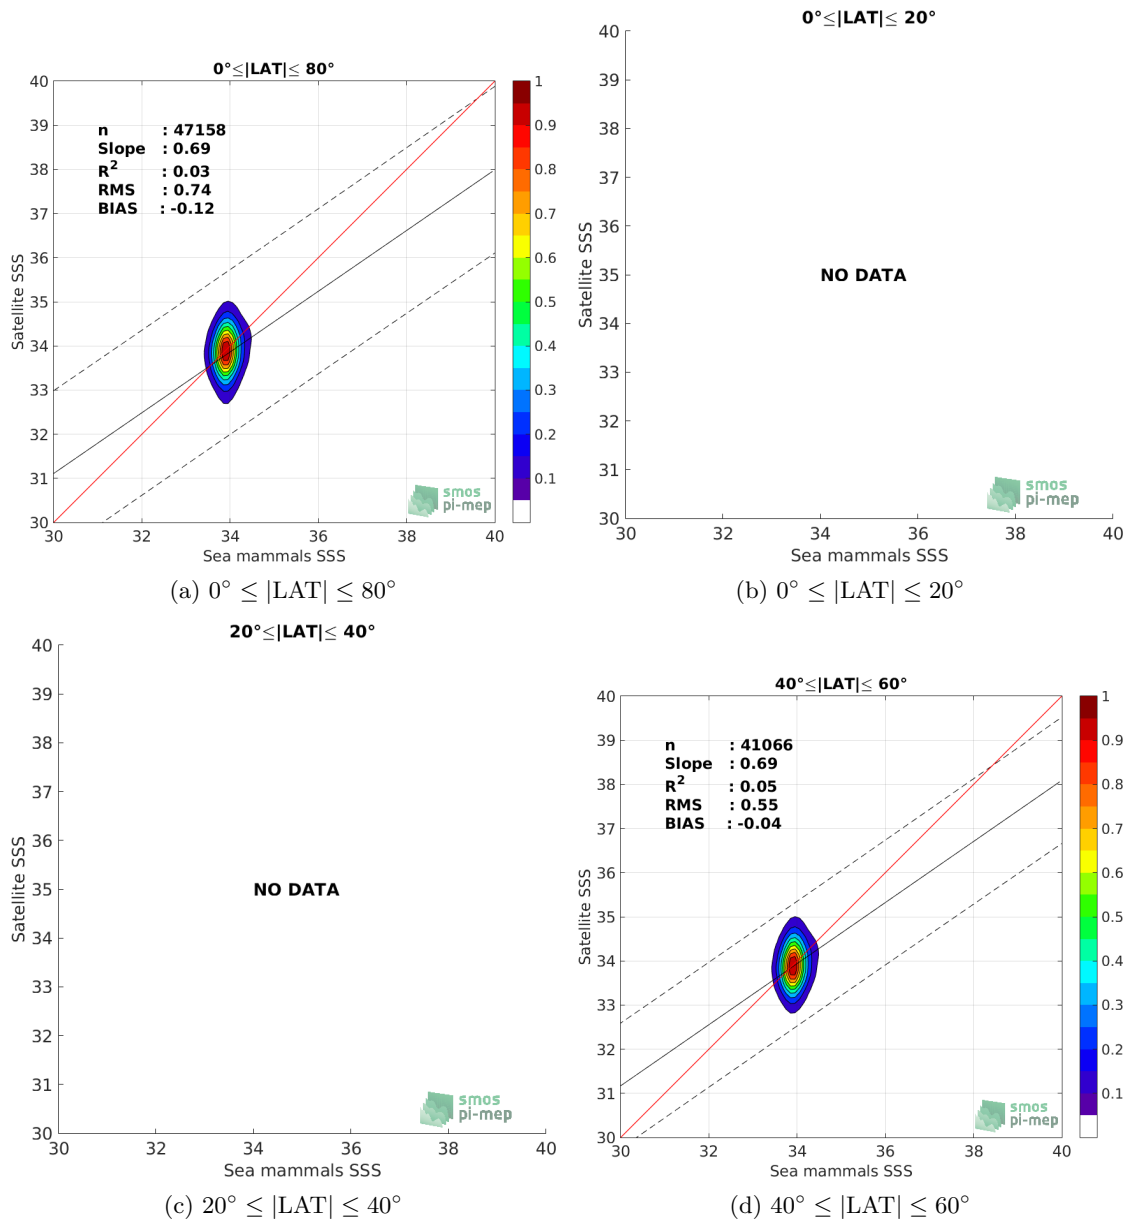 0°≤|LAT|≤ 80°
40
39
38
37
36
35
34
33
32
31
30
Satellite SSS
n : 47158
Slope : 0.69
R² : 0.03
RMS : 0.74
BIAS : -0.12
smos
pi-mep
30 32 34 36 38 40
Sea mammals SSS
1
0.9
0.8
0.7
0.6
0.5
0.4
0.3
0.2
0.1
(a) 0° ≤ |LAT| ≤ 80°
0°≤|LAT|≤ 20°
40
39
38
37
36
35
34
33
32
31
30
Satellite SSS
NO DATA
smos
pi-mep
30 32 34 36 38 40
Sea mammals SSS
(b) 0° ≤ |LAT| ≤ 20°
20°≤|LAT|≤ 40°
40
39
38
37
36
35
34
33
32
31
30
Satellite SSS
NO DATA
smos
pi-mep
30 32 34 36 38 40
Sea mammals SSS
(c) 20° ≤ |LAT| ≤ 40°
40°≤|LAT|≤ 60°
40
39
38
37
36
35
34
33
32
31
30
Satellite SSS
n : 41066
Slope : 0.69
R² : 0.05
RMS : 0.55
BIAS : -0.04
smos
pi-mep
30 32 34 36 38 40
Sea mammals SSS
1
0.9
0.8
0.7
0.6
0.5
0.4
0.3
0.2
0.1
(d) 40° ≤ |LAT| ≤ 60°